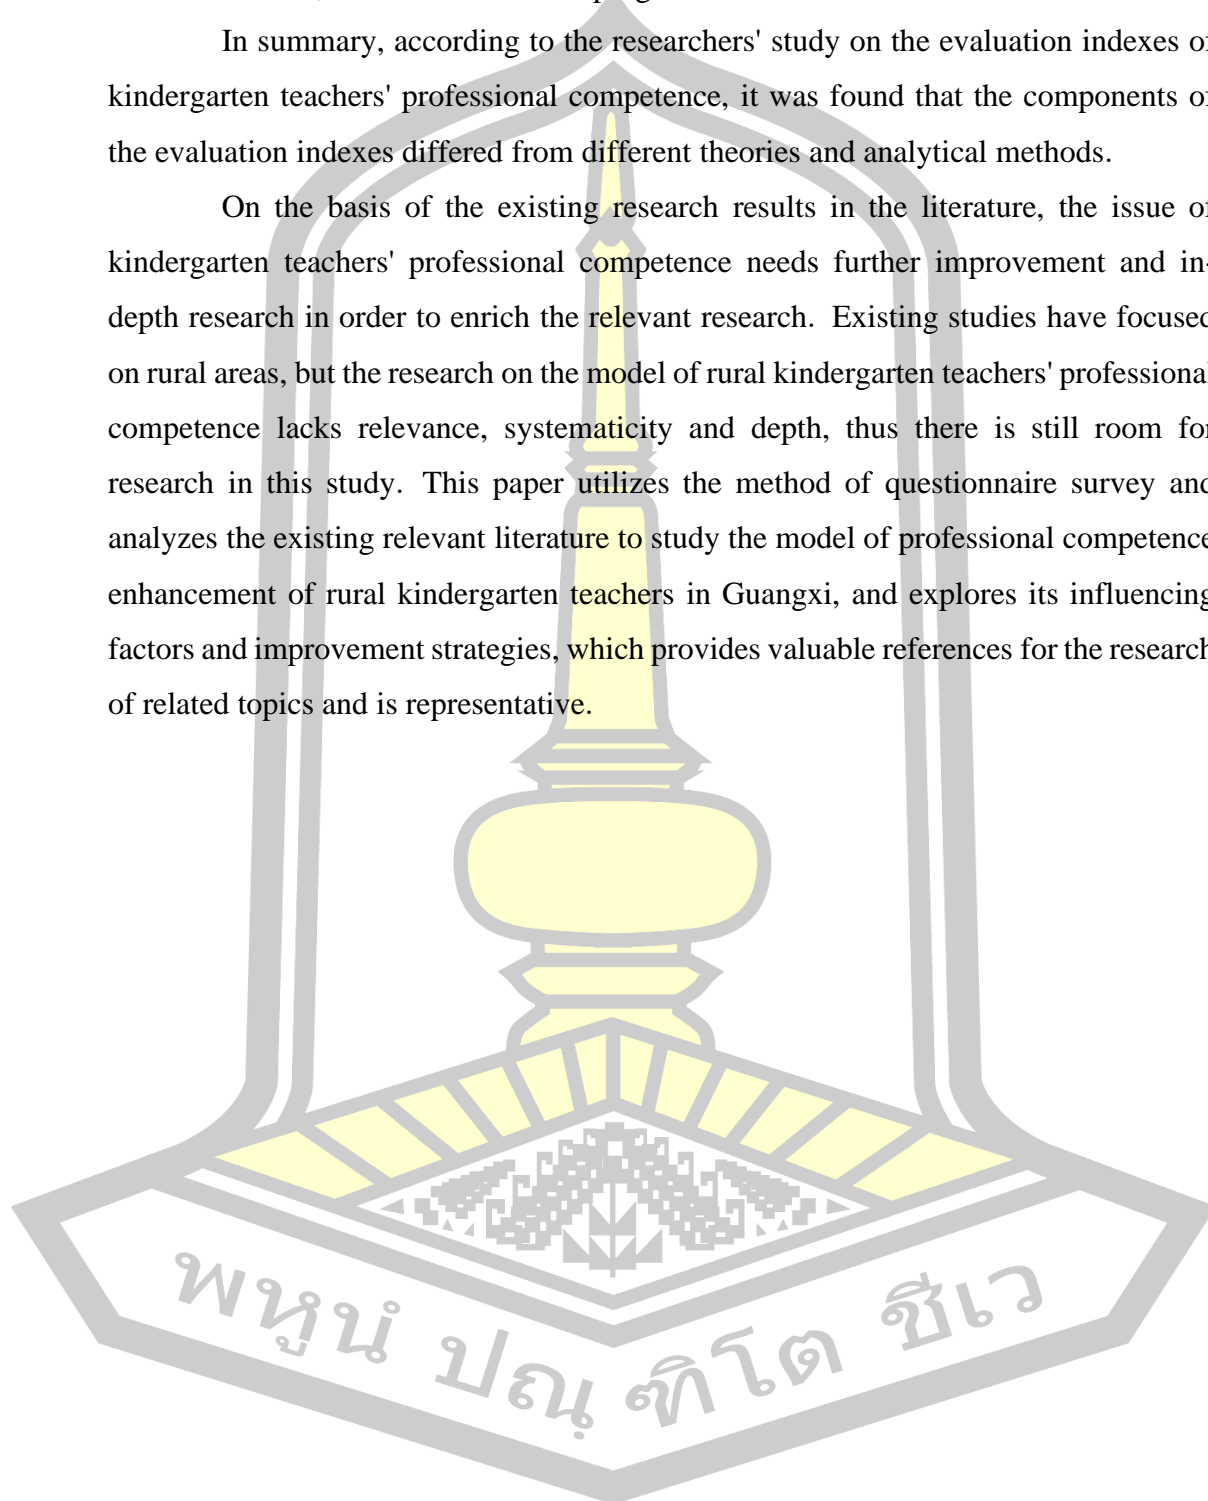 In summary, according to the researchers' study on the evaluation indexes of
kindergarten teachers' professional competence, it was found that the components of
the evaluation indexes differed from different theories and analytical methods.
On the basis of the existing research results in the literature, the issue of
kindergarten teachers' professional competence needs further improvement and in-
depth research in order to enrich the relevant research. Existing studies have focused
on rural areas, but the research on the model of rural kindergarten teachers' professional
competence lacks relevance, systematicity and depth, thus there is still room for
research in this study. This paper utilizes the method of questionnaire survey and
analyzes the existing relevant literature to study the model of professional competence
enhancement of rural kindergarten teachers in Guangxi, and explores its influencing
factors and improvement strategies, which provides valuable references for the research
of related topics and is representative.
พหูนํ ปณฺฑิโต ชีเว